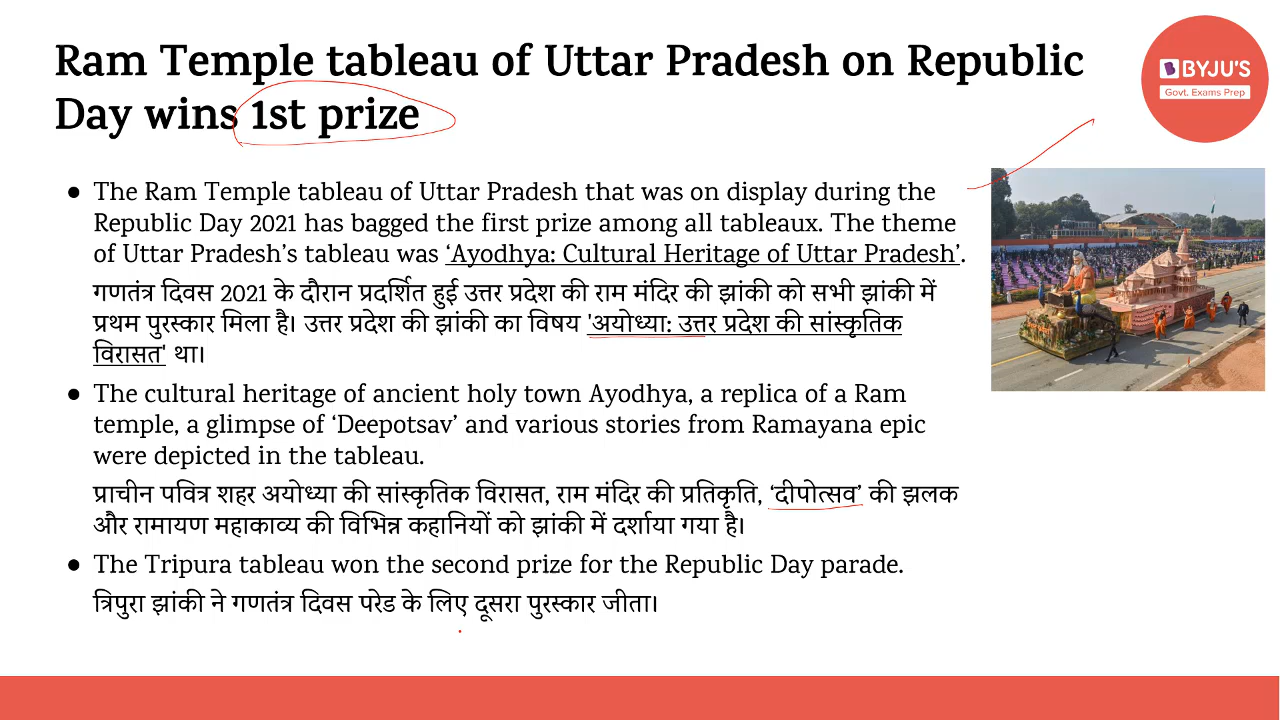 Ram Temple tableau of Uttar Pradesh on Republic
Day wins 1st prize
BYJU'S
Govt. Exams Prep
● The Ram Temple tableau of Uttar Pradesh that was on display during the
Republic Day 2021 has bagged the first prize among all tableaux. The theme
of Uttar Pradesh’s tableau was ‘Ayodhya: Cultural Heritage of Uttar Pradesh’.
गणतंत्र दिवस 2021 के दौरान प्रदर्शित हुई उत्तर प्रदेश की राम मंदिर की झांकी को सभी झांकी में
प्रथम पुरस्कार मिला है। उत्तर प्रदेश की झांकी का विषय 'अयोध्या: उत्तर प्रदेश की सांस्कृतिक
विरासत' था।
● The cultural heritage of ancient holy town Ayodhya, a replica of a Ram
temple, a glimpse of ‘Deepotsav’ and various stories from Ramayana epic
were depicted in the tableau.
प्राचीन पवित्र शहर अयोध्या की सांस्कृतिक विरासत, राम मंदिर की प्रतिकृति, ‘दीपोत्सव’ की झलक
और रामायण महाकाव्य की विभिन्न कहानियों को झांकी में दर्शाया गया है।
● The Tripura tableau won the second prize for the Republic Day parade.
त्रिपुरा झांकी ने गणतंत्र दिवस परेड के लिए दूसरा पुरस्कार जीता।